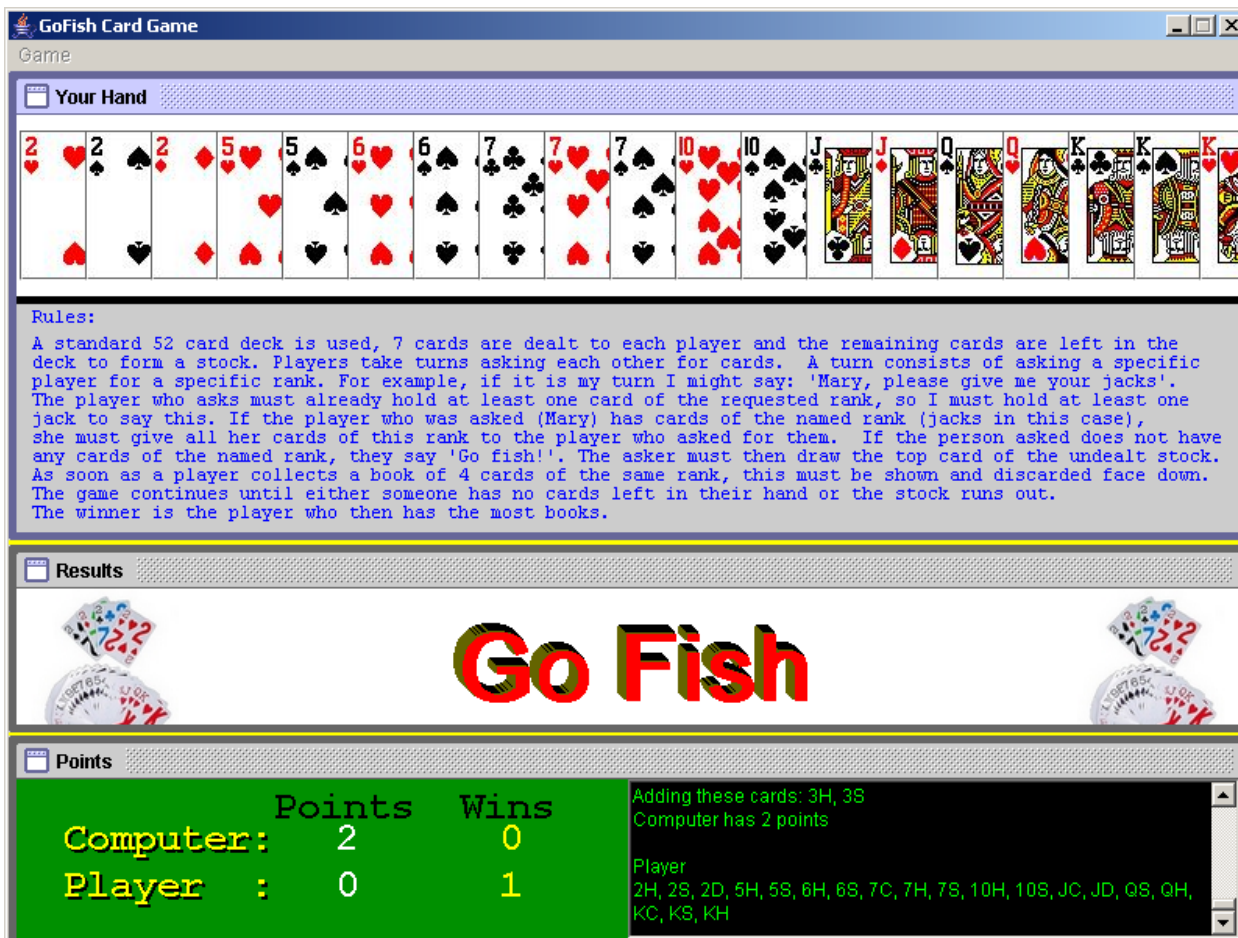 GoFish Card Game
Game
Your Hand
2 2 2 5 5 6 6 7 7 7 10 10 J J Q Q K K K
Rules:
A standard 52 card deck is used, 7 cards are dealt to each player and the remaining cards are left in the
deck to form a stock. Players take turns asking each other for cards.  A turn consists of asking a specific
player for a specific rank. For example, if it is my turn I might say: 'Mary, please give me your jacks'.
The player who asks must already hold at least one card of the requested rank, so I must hold at least one
jack to say this. If the player who was asked (Mary) has cards of the named rank (jacks in this case),
she must give all her cards of this rank to the player who asked for them.  If the person asked does not have
any cards of the named rank, they say 'Go fish!'. The asker must then draw the top card of the undealt stock.
As soon as a player collects a book of 4 cards of the same rank, this must be shown and discarded face down.
The game continues until either someone has no cards left in their hand or the stock runs out.
The winner is the player who then has the most books.
Results
Go Fish
Points
Points Wins
Computer: 2 0
Player : 0 1
Adding these cards: 3H, 3S
Computer has 2 points
Player
2H, 2S, 2D, 5H, 5S, 6H, 6S, 7C, 7H, 7S, 10H, 10S, JC, JD, QS, QH,
KC, KS, KH